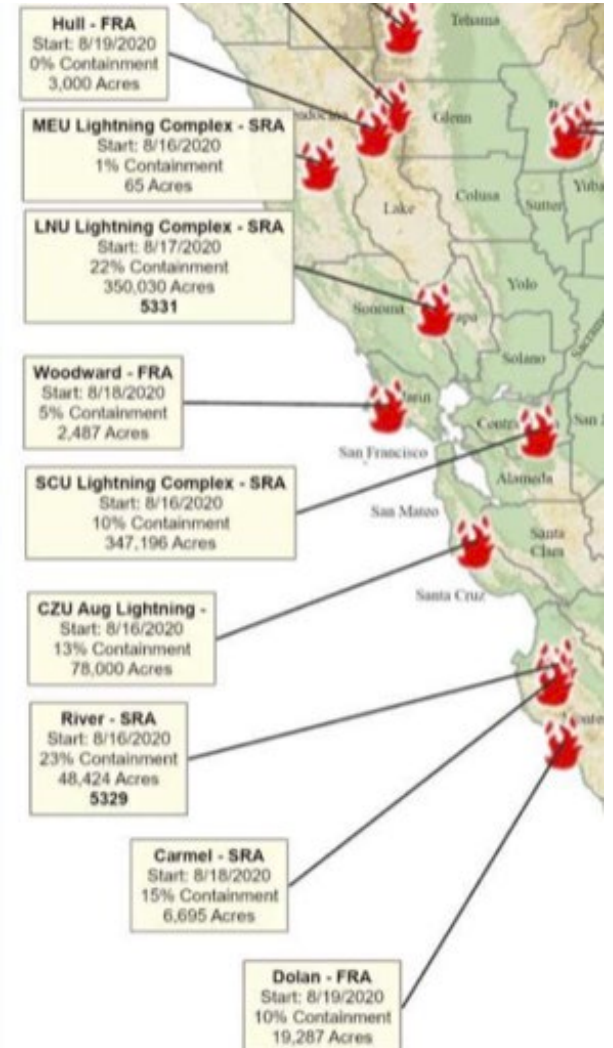 Hull - FRA
Start: 8/19/2020
0% Containment
3,000 Acres
MEU Lightning Complex - SRA
Start: 8/16/2020
1% Containment
65 Acres
LNU Lightning Complex - SRA
Start: 8/17/2020
22% Containment
350,030 Acres
5331
Woodward - FRA
Start: 8/18/2020
5% Containment
2,487 Acres
SCU Lightning Complex - SRA
Start: 8/16/2020
10% Containment
347,196 Acres
CZU Aug Lightning -
Start: 8/16/2020
13% Containment
78,000 Acres
River - SRA
Start: 8/16/2020
23% Containment
48,424 Acres
5329
Carmel - SRA
Start: 8/18/2020
15% Containment
6,695 Acres
Dolan - FRA
Start: 8/19/2020
10% Containment
19,287 Acres
Tehama
Glenn
Colusa
Lake
Sutter
Yolo
Sonoma
Solano
San Francisco
Alameda
San Mateo
Santa
Clara
Santa Cruz